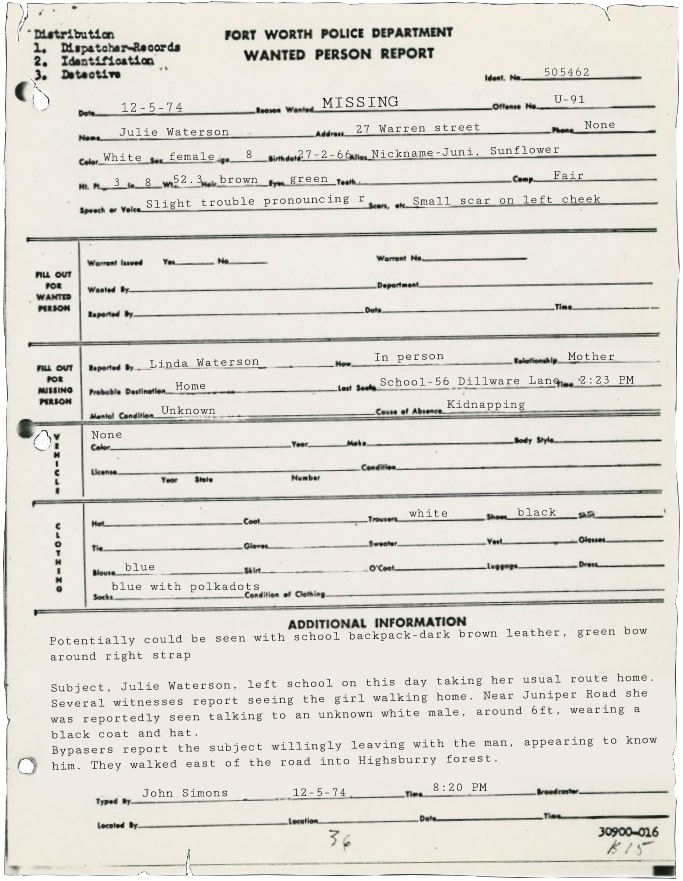 Distribution
1. Dispatcher-Records
2. Identification
3. Detective
FORT WORTH POLICE DEPARTMENT
WANTED PERSON REPORT
Ident. No. 505462
Date 12-5-74 Reason Wanted MISSING Offense No. U-91
Name Julie Waterson Address 27 Warren street Phone None
Color White Sex female Age 8 Birthdate 27-2-66 Alias Nickname-Juni. Sunflower
Ht. Ft. 3 In 8 Wt. 52.3 Hair brown Eyes green Teeth Comp. Fair
Speech or Voice Slight trouble pronouncing r Scars, etc. Small scar on left cheek
FILL OUT
FOR
WANTED
PERSON
Warrant Issued Yes No. Warrant No.
Wanted By Department
Reported By Date Time
FILL OUT
FOR
MISSING
PERSON
Reported By Linda Waterson How In person Relationship Mother
Probable Destination Home Last Seen School-56 Dillware Lane Time 2:23 PM
Mental Condition Unknown Cause of Absence Kidnapping
VEHICLE
None
Color Year Make Body Style
License Condition
Year State Number
CLOTHING
Hat Coat Trousers white Shoes black Shirt
Tie Gloves Sweater Vest Glasses
Blouse blue Skirt O'Coat Luggage Dress
blue with polkadots
Socks Condition of Clothing
ADDITIONAL INFORMATION
Potentially could be seen with school backpack-dark brown leather, green bow
around right strap
Subject, Julie Waterson, left school on this day taking her usual route home.
Several witnesses report seeing the girl walking home. Near Juniper Road she
was reportedly seen talking to an unknown white male, around 6ft, wearing a
black coat and hat.
Bypasers report the subject willingly leaving with the man, appearing to know
him. They walked east of the road into Highsburry forest.
Typed By John Simons 12-5-74 Time 8:20 PM Broadcaster
Located By Location Date Time
36
30900-016
B15